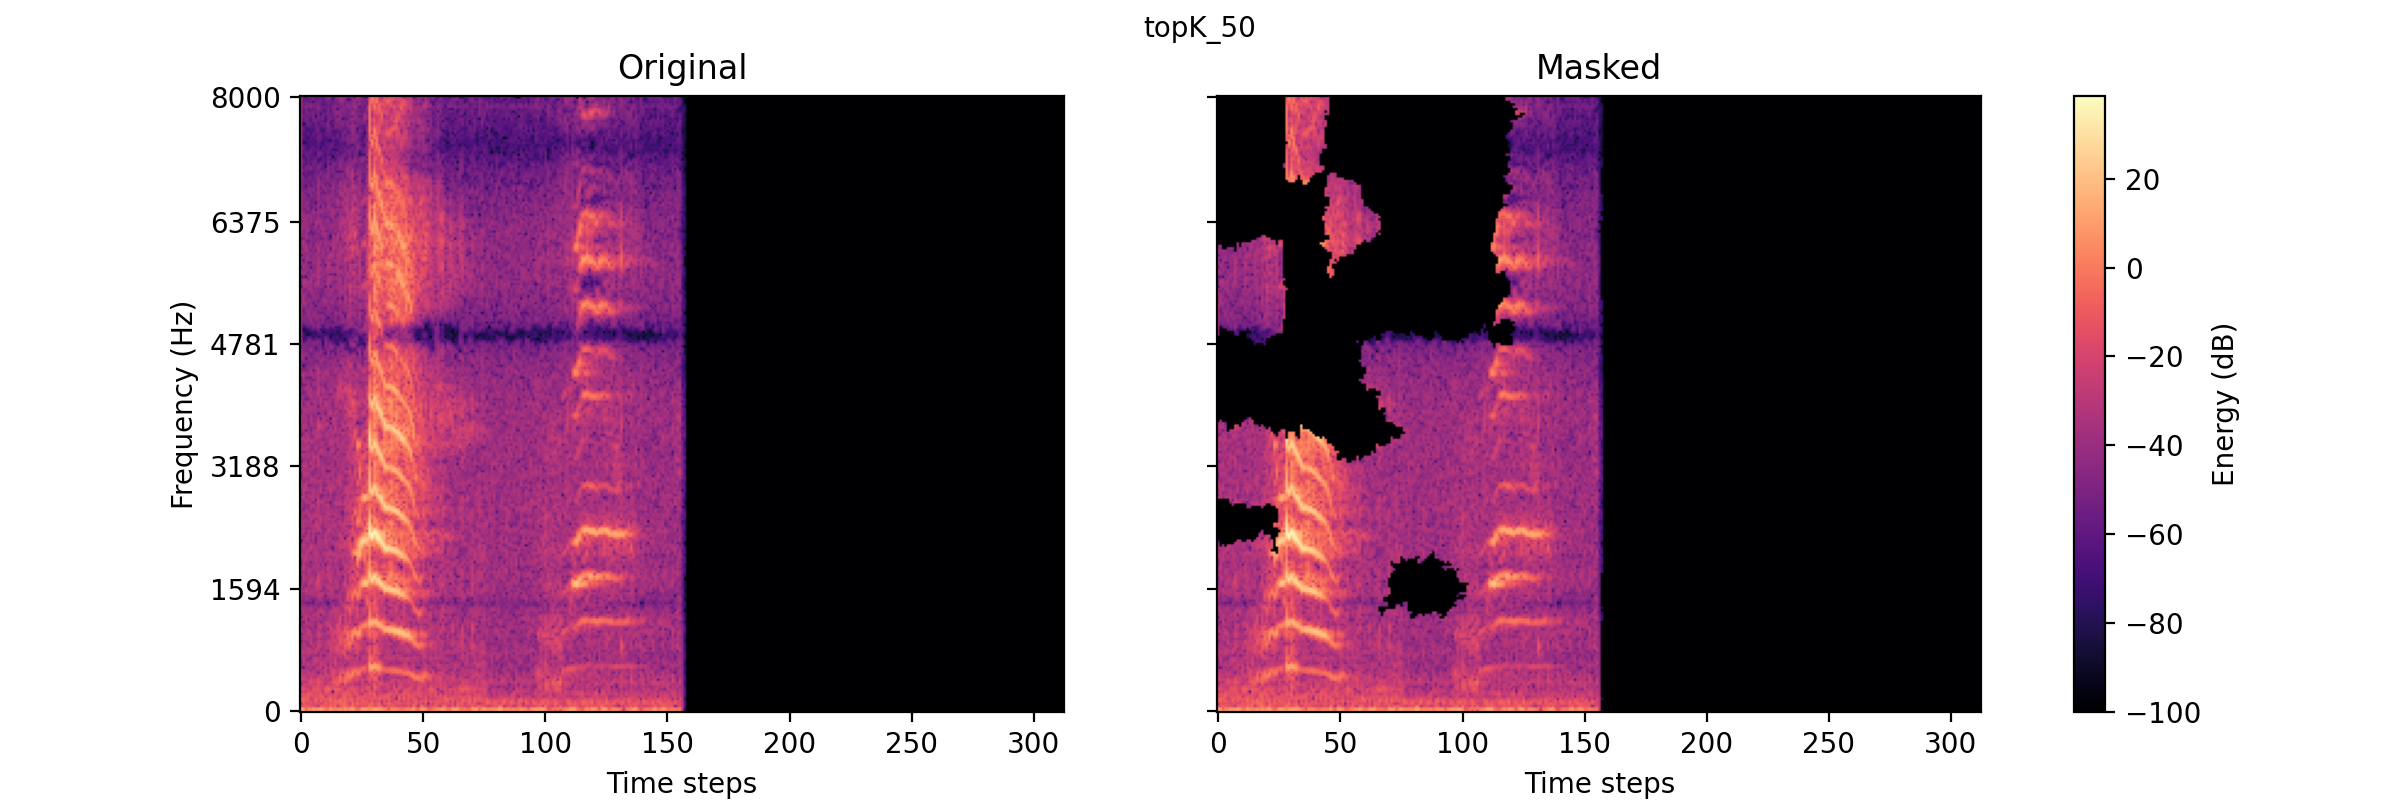 topK_50
Original
Masked
8000
6375
4781
3188
1594
0
Frequency (Hz)
0 50 100 150 200 250 300
Time steps
0 50 100 150 200 250 300
Time steps
20
0
−20
−40
−60
−80
−100
Energy (dB)